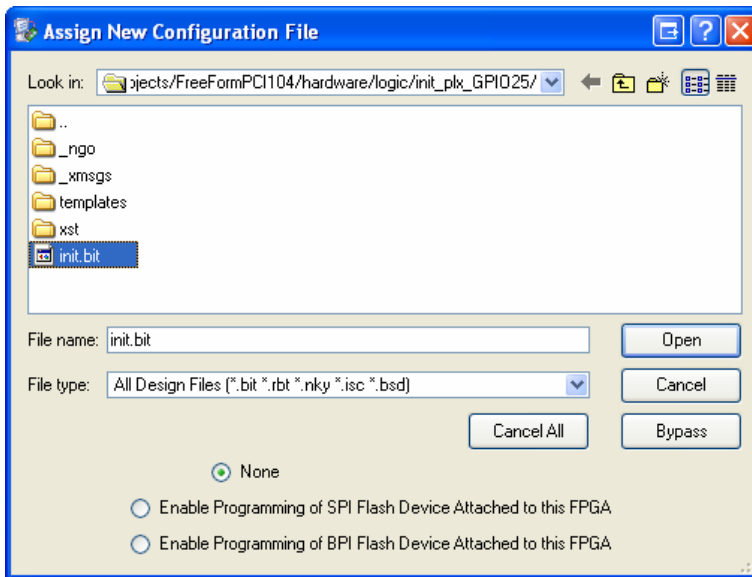 Assign New Configuration File
Look in: ojects/FreeFormPCI104/hardware/logic/init_plx_GPIO25/
..
_ngo
_xmsgs
templates
xst
init.bit
File name: init.bit Open
File type: All Design Files (*.bit *.rbt *.nky *.isc *.bsd) Cancel
Cancel All Bypass
None
Enable Programming of SPI Flash Device Attached to this FPGA
Enable Programming of BPI Flash Device Attached to this FPGA